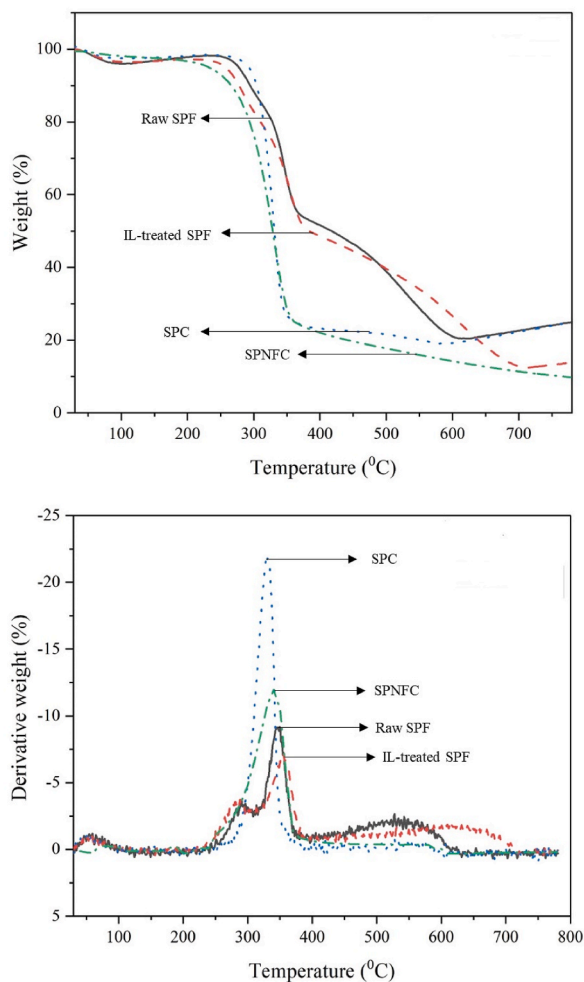 100
80
60
40
20
0
Weight (%)
Raw SPF
IL-treated SPF
SPC
SPNFC
100 200 300 400 500 600 700
Temperature (⁰C)
-25
-20
-15
-10
-5
0
5
Derivative weight (%)
SPC
SPNFC
Raw SPF
IL-treated SPF
100 200 300 400 500 600 700 800
Temperature (⁰C)